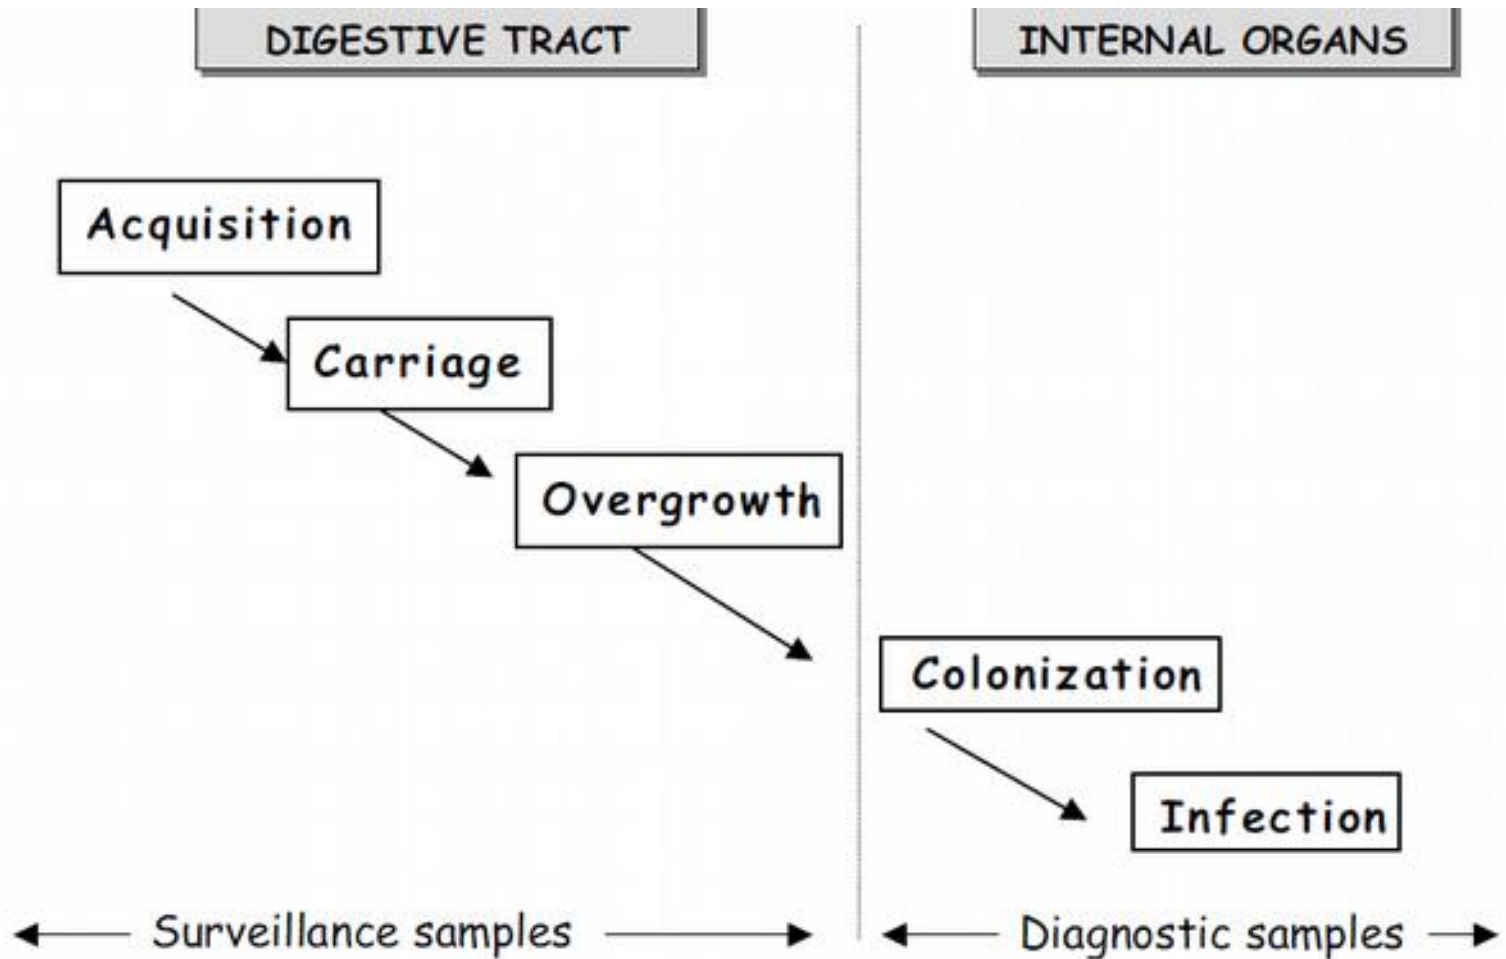 DIGESTIVE TRACT
INTERNAL ORGANS
Acquisition
Carriage
Overgrowth
Colonization
Infection
Surveillance samples
Diagnostic samples